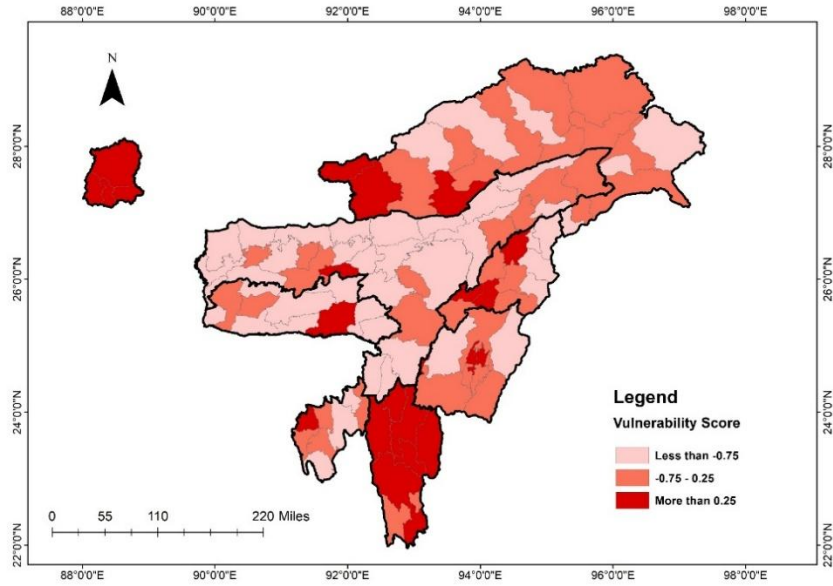 88°0'0"E 90°0'0"E 92°0'0"E 94°0'0"E 96°0'0"E 98°0'0"E
N
28°0'0"N 28°0'0"N
26°0'0"N 26°0'0"N
24°0'0"N 24°0'0"N
22°0'0"N 22°0'0"N
Legend
Vulnerability Score
Less than -0.75
-0.75 - 0.25
More than 0.25
0 55 110 220 Miles
88°0'0"E 90°0'0"E 92°0'0"E 94°0'0"E 96°0'0"E 98°0'0"E